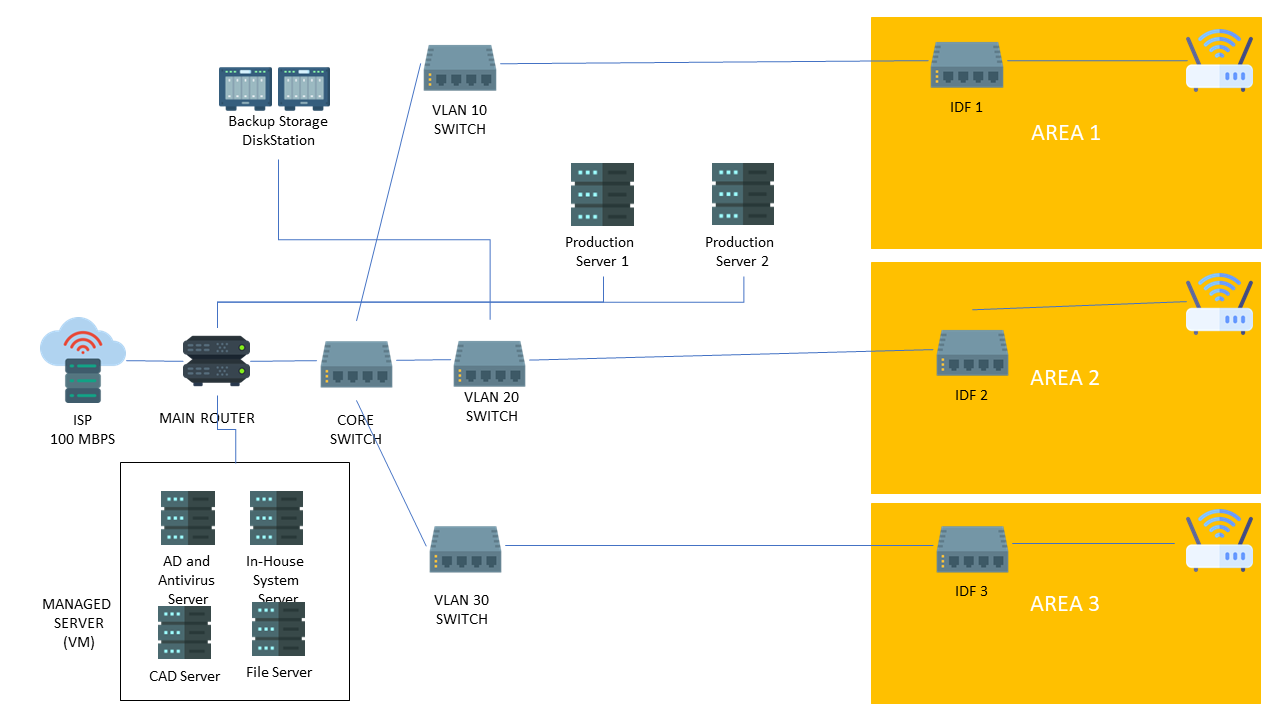 VLAN 10
SWITCH
IDF 1
AREA 1
Backup Storage
DiskStation
Production
Server 1
Production
Server 2
ISP
100 MBPS
MAIN ROUTER
CORE
SWITCH
VLAN 20
SWITCH
IDF 2
AREA 2
MANAGED
SERVER
(VM)
AD and
Antivirus
Server
In-House
System
Server
CAD Server
File Server
VLAN 30
SWITCH
IDF 3
AREA 3